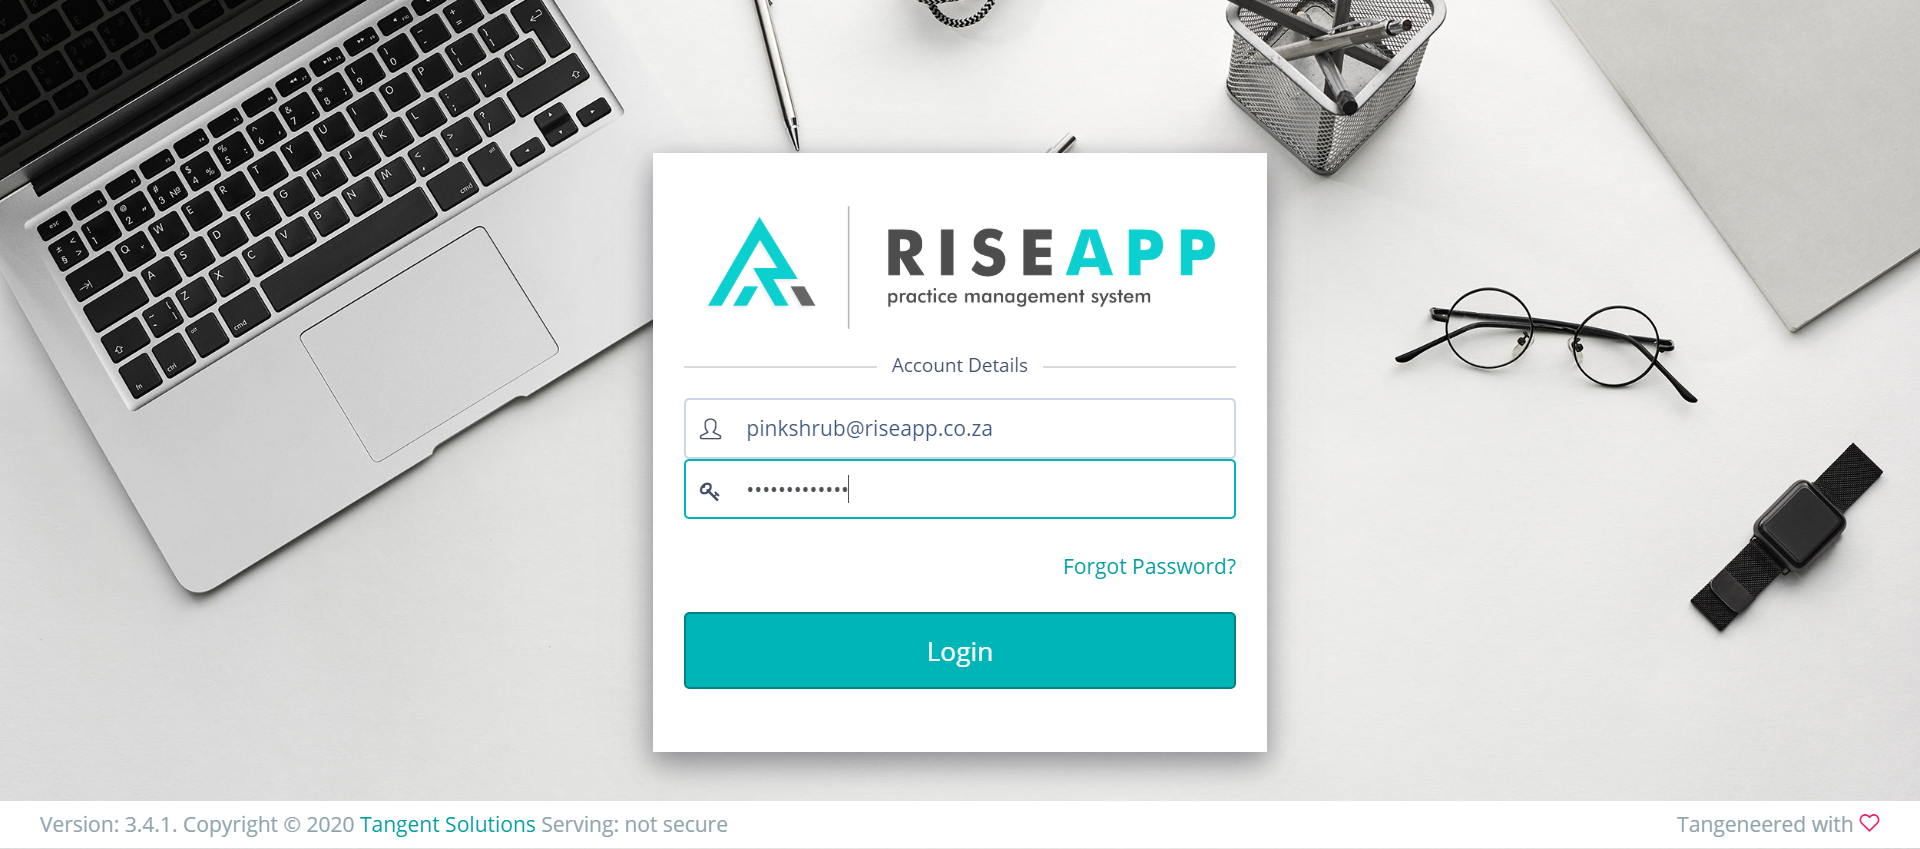 RISEAPP
practice management system
Account Details
pinkshrub@riseapp.co.za
•••••••••••••
Forgot Password?
Login
Version: 3.4.1. Copyright © 2020 Tangent Solutions Serving: not secure
Tangeneered with